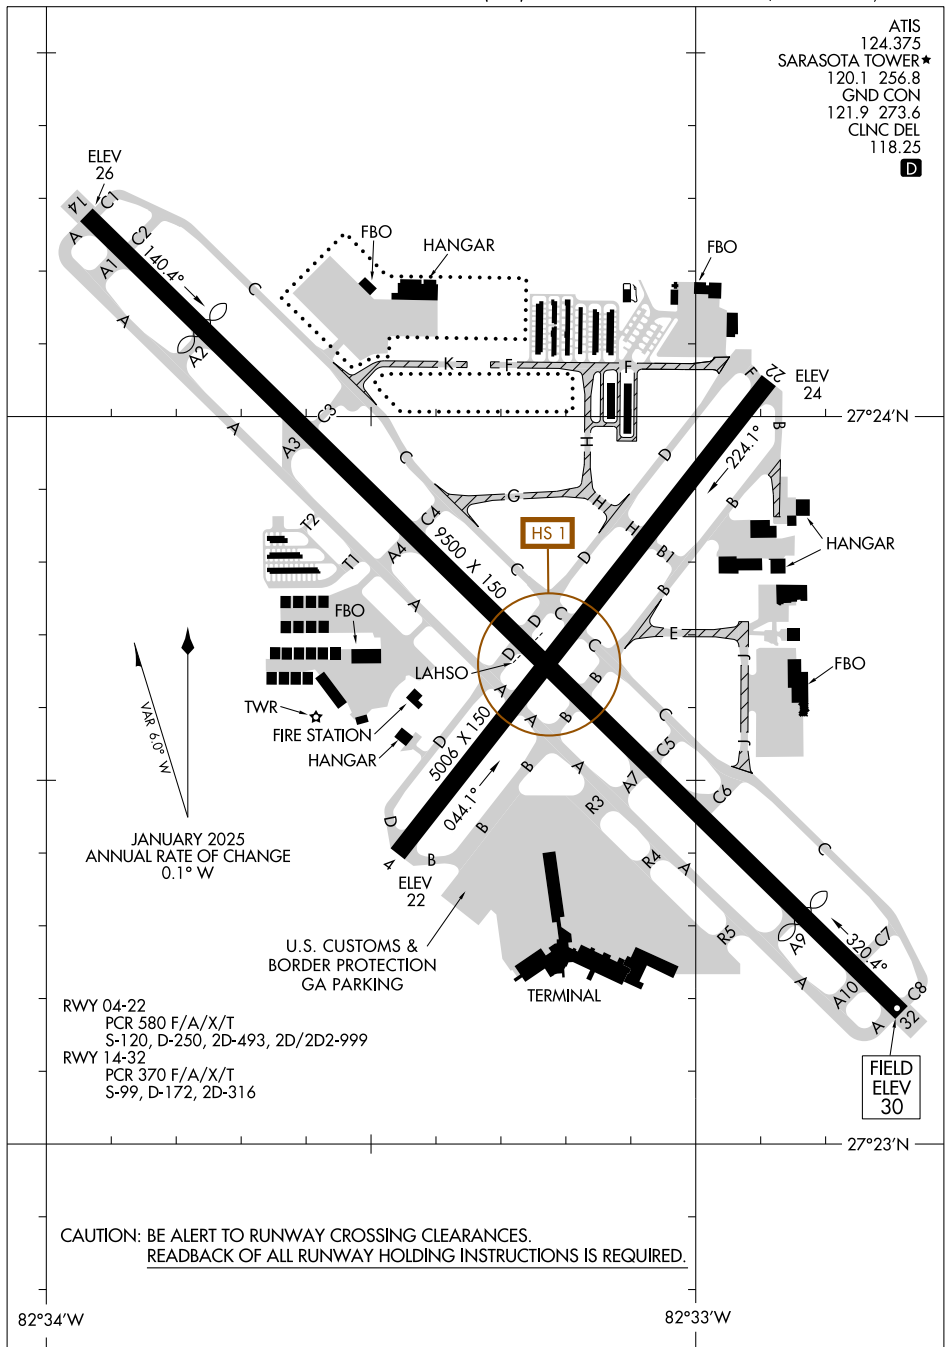 ATIS
124.375
SARASOTA TOWER★
120.1 256.8
GND CON
121.9 273.6
CLNC DEL
118.25
D
ELEV
26
14
C1
A
C2
A1
C
140.4°
C
A
A2
FBO
HANGAR
FBO
K
F
F
F
22
ELEV
24
27°24'N
C3
A
A3
C
H
D
224.1°
B
G
H
H
B
HANGAR
T2
C4
A4
9500 X 150
HS 1
B1
T1
C
D
B
A
FBO
D
C
C
E
J
LAHSO
D
A
B
FBO
TWR
FIRE STATION
HANGAR
D
5006 X 150
A
B
C
C5
J
VAR 6.0° W
044.1°
B
A
R3
A7
C6
JANUARY 2025
ANNUAL RATE OF CHANGE
0.1° W
D
4
B
B
ELEV
22
R4
A
C
U.S. CUSTOMS &
BORDER PROTECTION
GA PARKING
TERMINAL
R5
A9
320.4°
C7
A
A10
C8
A
32
RWY 04-22
PCR 580 F/A/X/T
S-120, D-250, 2D-493, 2D/2D2-999
RWY 14-32
PCR 370 F/A/X/T
S-99, D-172, 2D-316
FIELD
ELEV
30
27°23'N
CAUTION: BE ALERT TO RUNWAY CROSSING CLEARANCES.
READBACK OF ALL RUNWAY HOLDING INSTRUCTIONS IS REQUIRED.
82°34'W
82°33'W